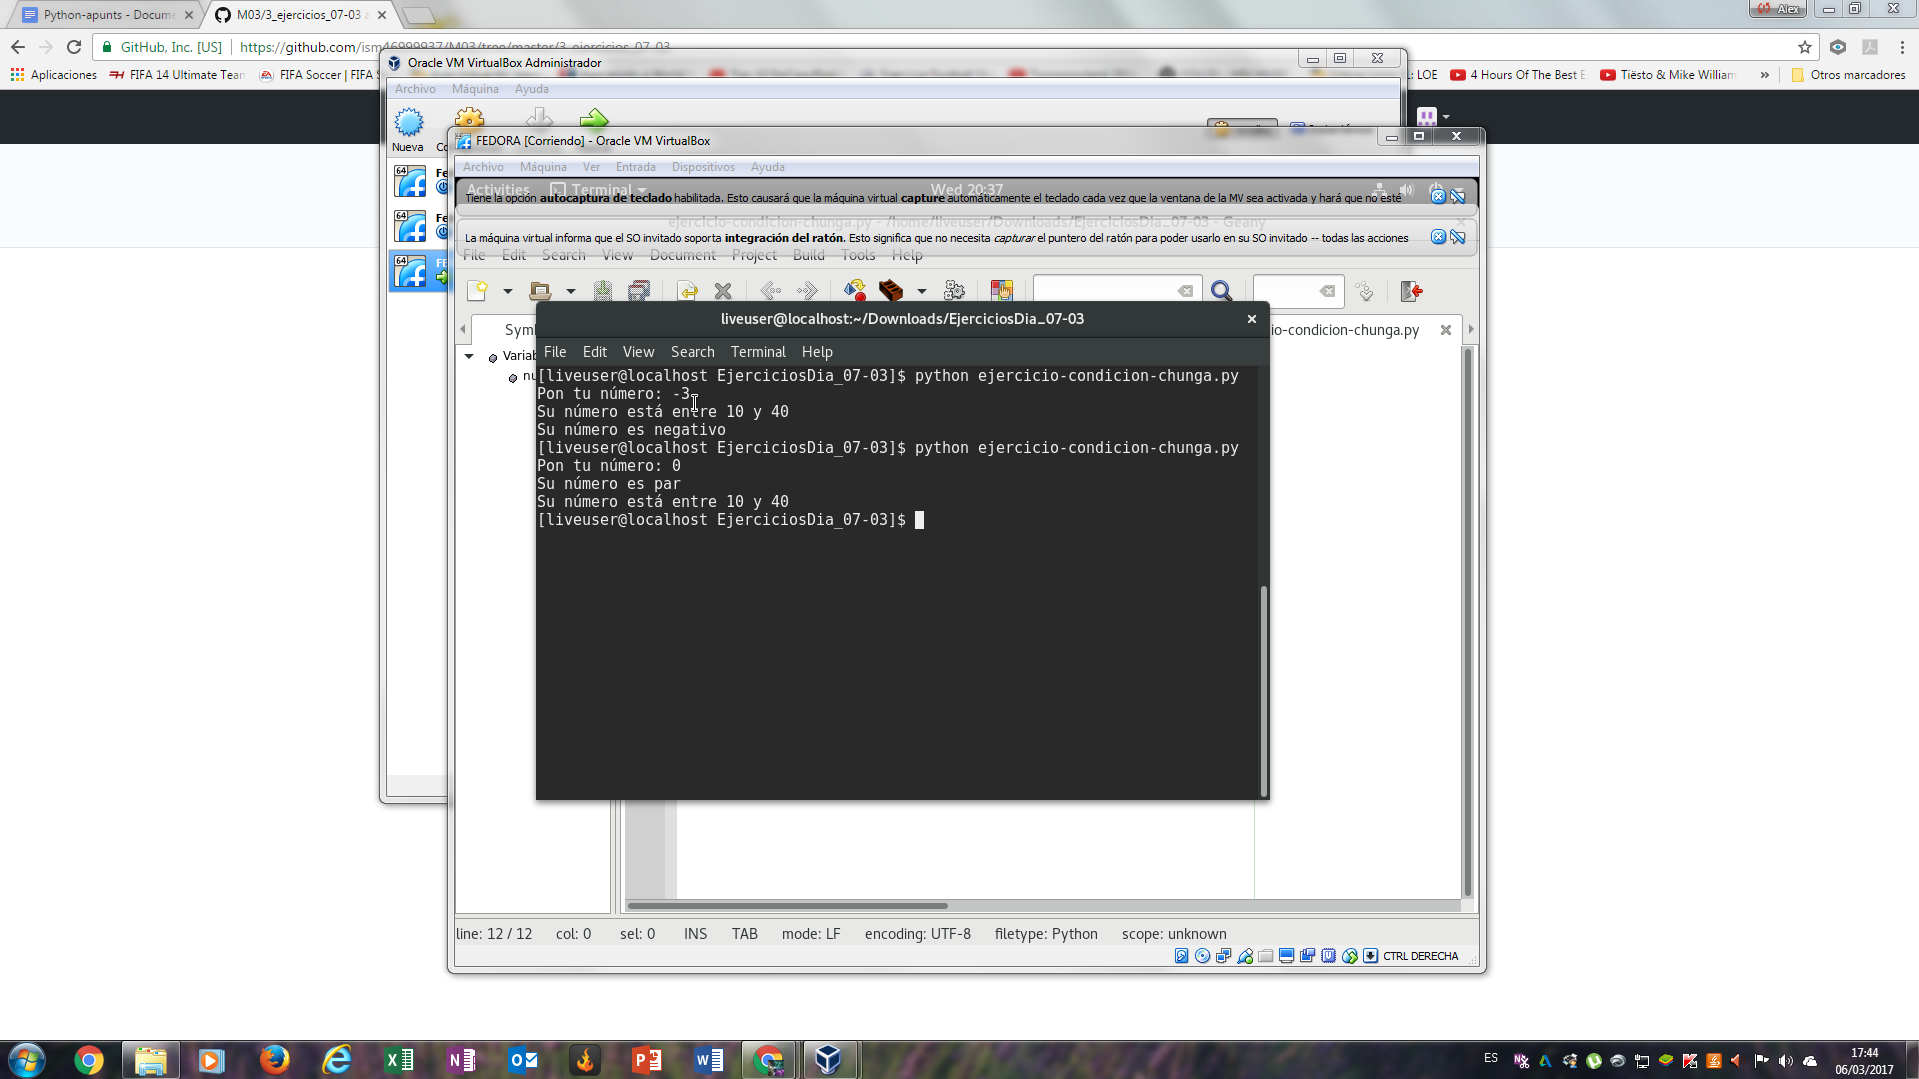 Python-apunts - Docume
M03/3_ejercicios_07-03 a
Alex
GitHub, Inc. [US] | https://github.com/ism46999937/M03/tree/master/3_ejercicios_07-03
Aplicaciones
FIFA 14 Ultimate Team
FIFA Soccer | FIFA S
LOE
4 Hours Of The Best E
Tiësto & Mike William
»
Otros marcadores
Oracle VM VirtualBox Administrador
Archivo Máquina Ayuda
Nueva
64 Fe
64 Fe
64 FE
FEDORA [Corriendo] - Oracle VM VirtualBox
Archivo Máquina Ver Entrada Dispositivos Ayuda
Activities Terminal Wed 20:37
Tiene la opción autocaptura de teclado habilitada. Esto causará que la máquina virtual capture automáticamente el teclado cada vez que la ventana de la MV sea activada y hará que no esté
ejercicio-condicion-chunga.py - /home/liveuser/Downloads/EjerciciosDia_07-03 - Geany
La máquina virtual informa que el SO invitado soporta integración del ratón. Esto significa que no necesita capturar el puntero del ratón para poder usarlo en su SO invitado -- todas las acciones
File Edit Search View Document Project Build Tools Help
Sym
io-condicion-chunga.py
Variab
nu
liveuser@localhost:~/Downloads/EjerciciosDia_07-03
File Edit View Search Terminal Help
[liveuser@localhost EjerciciosDia_07-03]$ python ejercicio-condicion-chunga.py
Pon tu número: -3
Su número está entre 10 y 40
Su número es negativo
[liveuser@localhost EjerciciosDia_07-03]$ python ejercicio-condicion-chunga.py
Pon tu número: 0
Su número es par
Su número está entre 10 y 40
[liveuser@localhost EjerciciosDia_07-03]$
line: 12 / 12 col: 0 sel: 0 INS TAB mode: LF encoding: UTF-8 filetype: Python scope: unknown
CTRL DERECHA
ES
17:44
06/03/2017